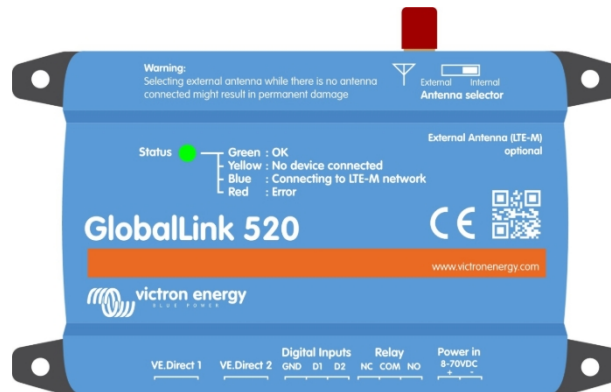 Warning:
Selecting external antenna while there is no antenna
connected might result in permanent damage
External Internal
Antenna selector
External Antenna (LTE-M)
optional
Status
Green : OK
Yellow : No device connected
Blue : Connecting to LTE-M network
Red : Error
GlobalLink 520
CE
www.victronenergy.com
victron energy
BLUE POWER
VE.Direct 1
VE.Direct 2
Digital Inputs
GND D1 D2
Relay
NC COM NO
Power in
8-70VDC
+ -